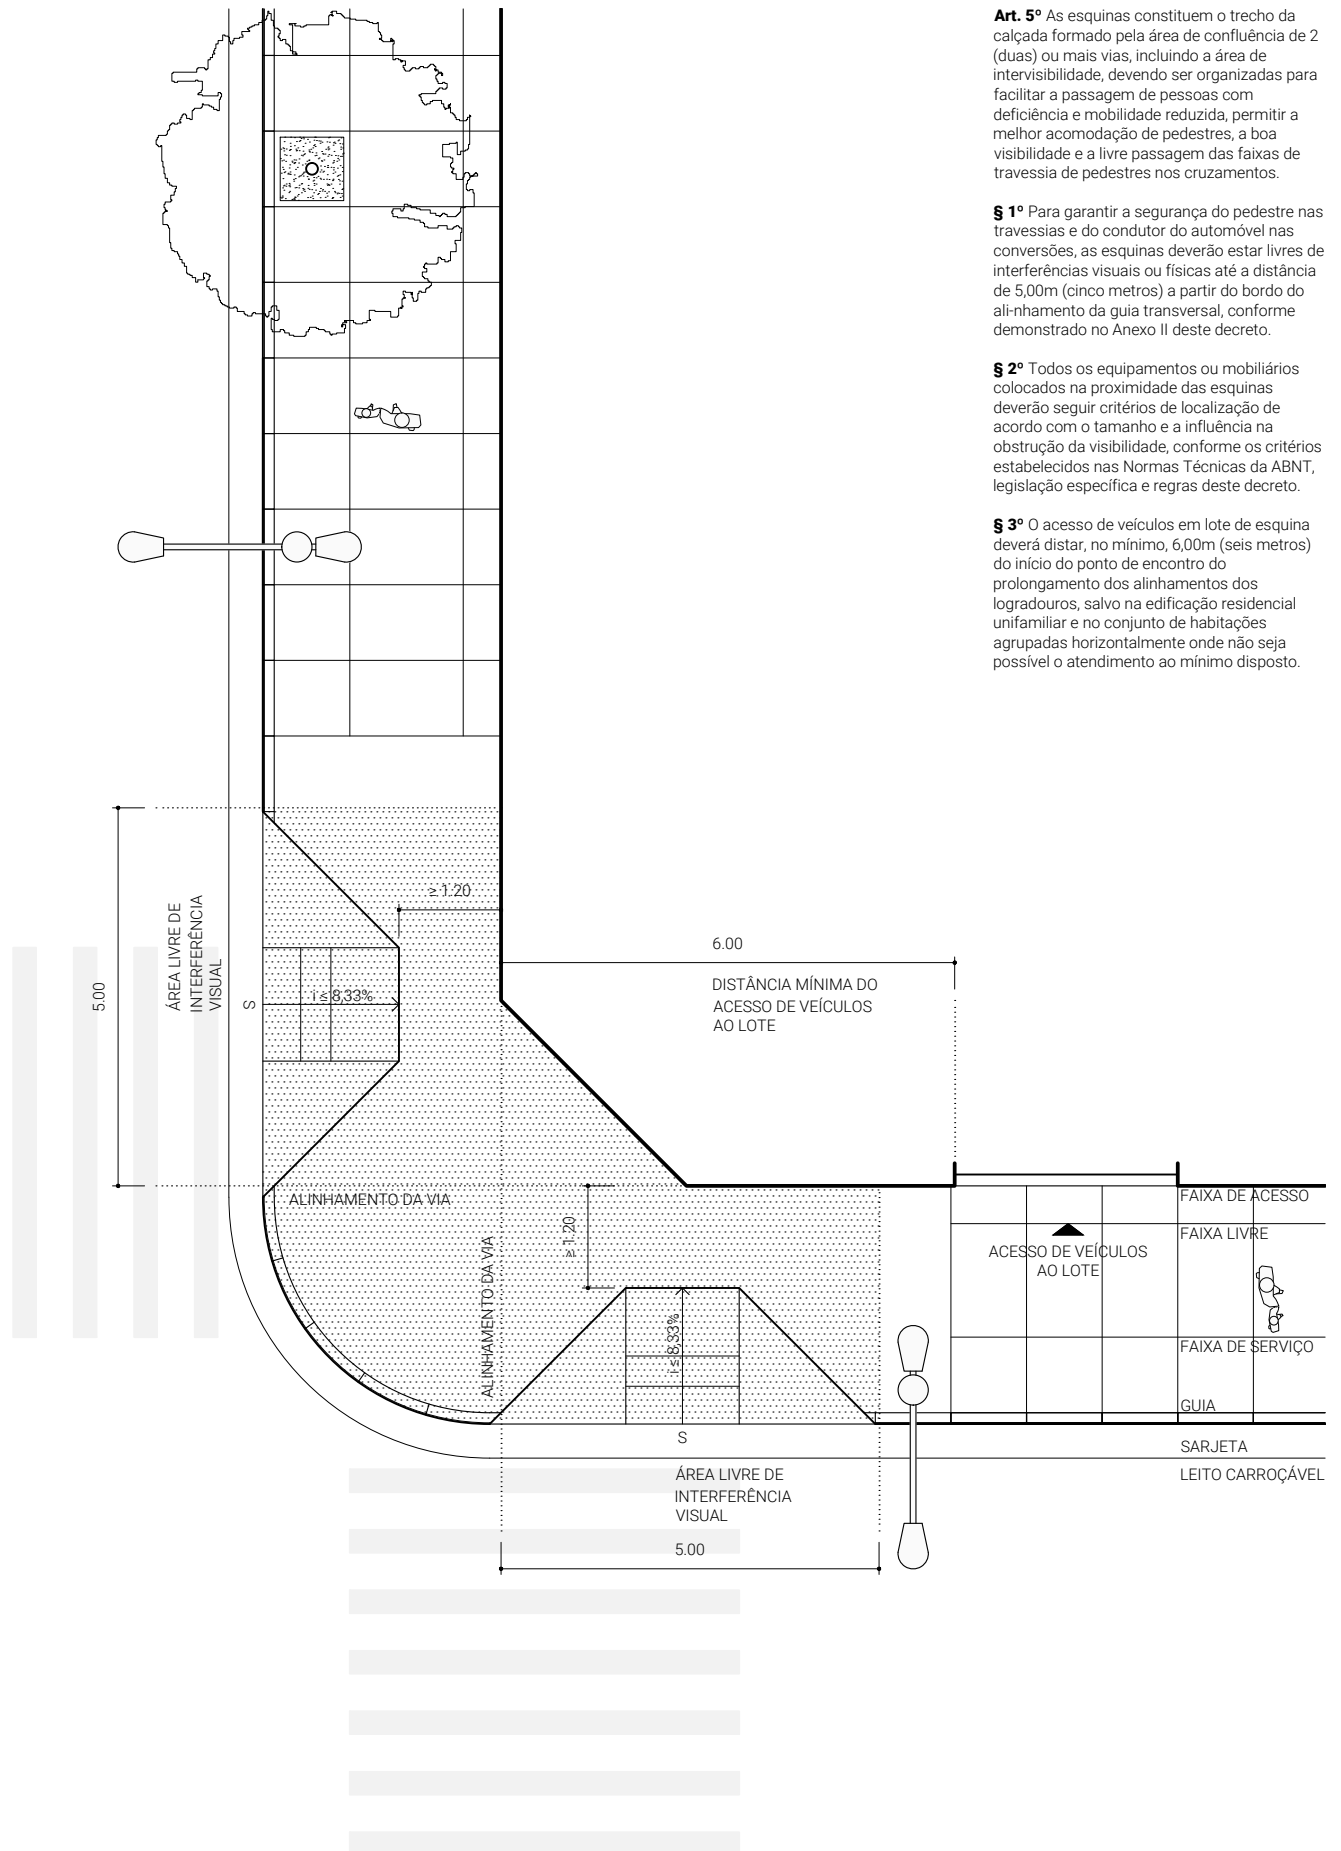 Art. 5º As esquinas constituem o trecho da
calçada formado pela área de confluência de 2
(duas) ou mais vias, incluindo a área de
intervisibilidade, devendo ser organizadas para
facilitar a passagem de pessoas com
deficiência e mobilidade reduzida, permitir a
melhor acomodação de pedestres, a boa
visibilidade e a livre passagem das faixas de
travessia de pedestres nos cruzamentos.
§ 1º Para garantir a segurança do pedestre nas
travessias e do condutor do automóvel nas
conversões, as esquinas deverão estar livres de
interferências visuais ou físicas até a distância
de 5,00m (cinco metros) a partir do bordo do
ali-nhamento da guia transversal, conforme
demonstrado no Anexo II deste decreto.
§ 2º Todos os equipamentos ou mobiliários
colocados na proximidade das esquinas
deverão seguir critérios de localização de
acordo com o tamanho e a influência na
obstrução da visibilidade, conforme os critérios
estabelecidos nas Normas Técnicas da ABNT,
legislação específica e regras deste decreto.
§ 3º O acesso de veículos em lote de esquina
deverá distar, no mínimo, 6,00m (seis metros)
do início do ponto de encontro do
prolongamento dos alinhamentos dos
logradouros, salvo na edificação residencial
unifamiliar e no conjunto de habitações
agrupadas horizontalmente onde não seja
possível o atendimento ao mínimo disposto.
≥ 1.20
5.00
ÁREA LIVRE DE
INTERFERÊNCIA
VISUAL
S
i ≤ 8,33%
6.00
DISTÂNCIA MÍNIMA DO
ACESSO DE VEÍCULOS
AO LOTE
ALINHAMENTO DA VIA
ALINHAMENTO DA VIA
≥ 1.20
i ≤ 8,33%
S
ACESSO DE VEÍCULOS
AO LOTE
FAIXA DE ACESSO
FAIXA LIVRE
FAIXA DE SERVIÇO
GUIA
SARJETA
LEITO CARROÇÁVEL
ÁREA LIVRE DE
INTERFERÊNCIA
VISUAL
5.00